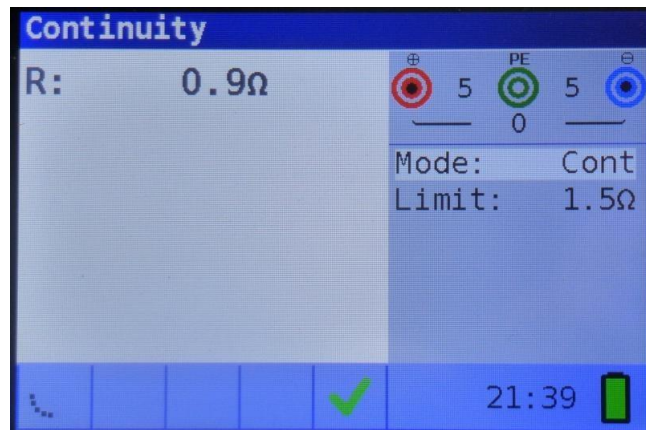 Continuity
R: 0.9Ω
⊕ PE ⊖
5 5
0
Mode: Cont
Limit: 1.5Ω
21:39